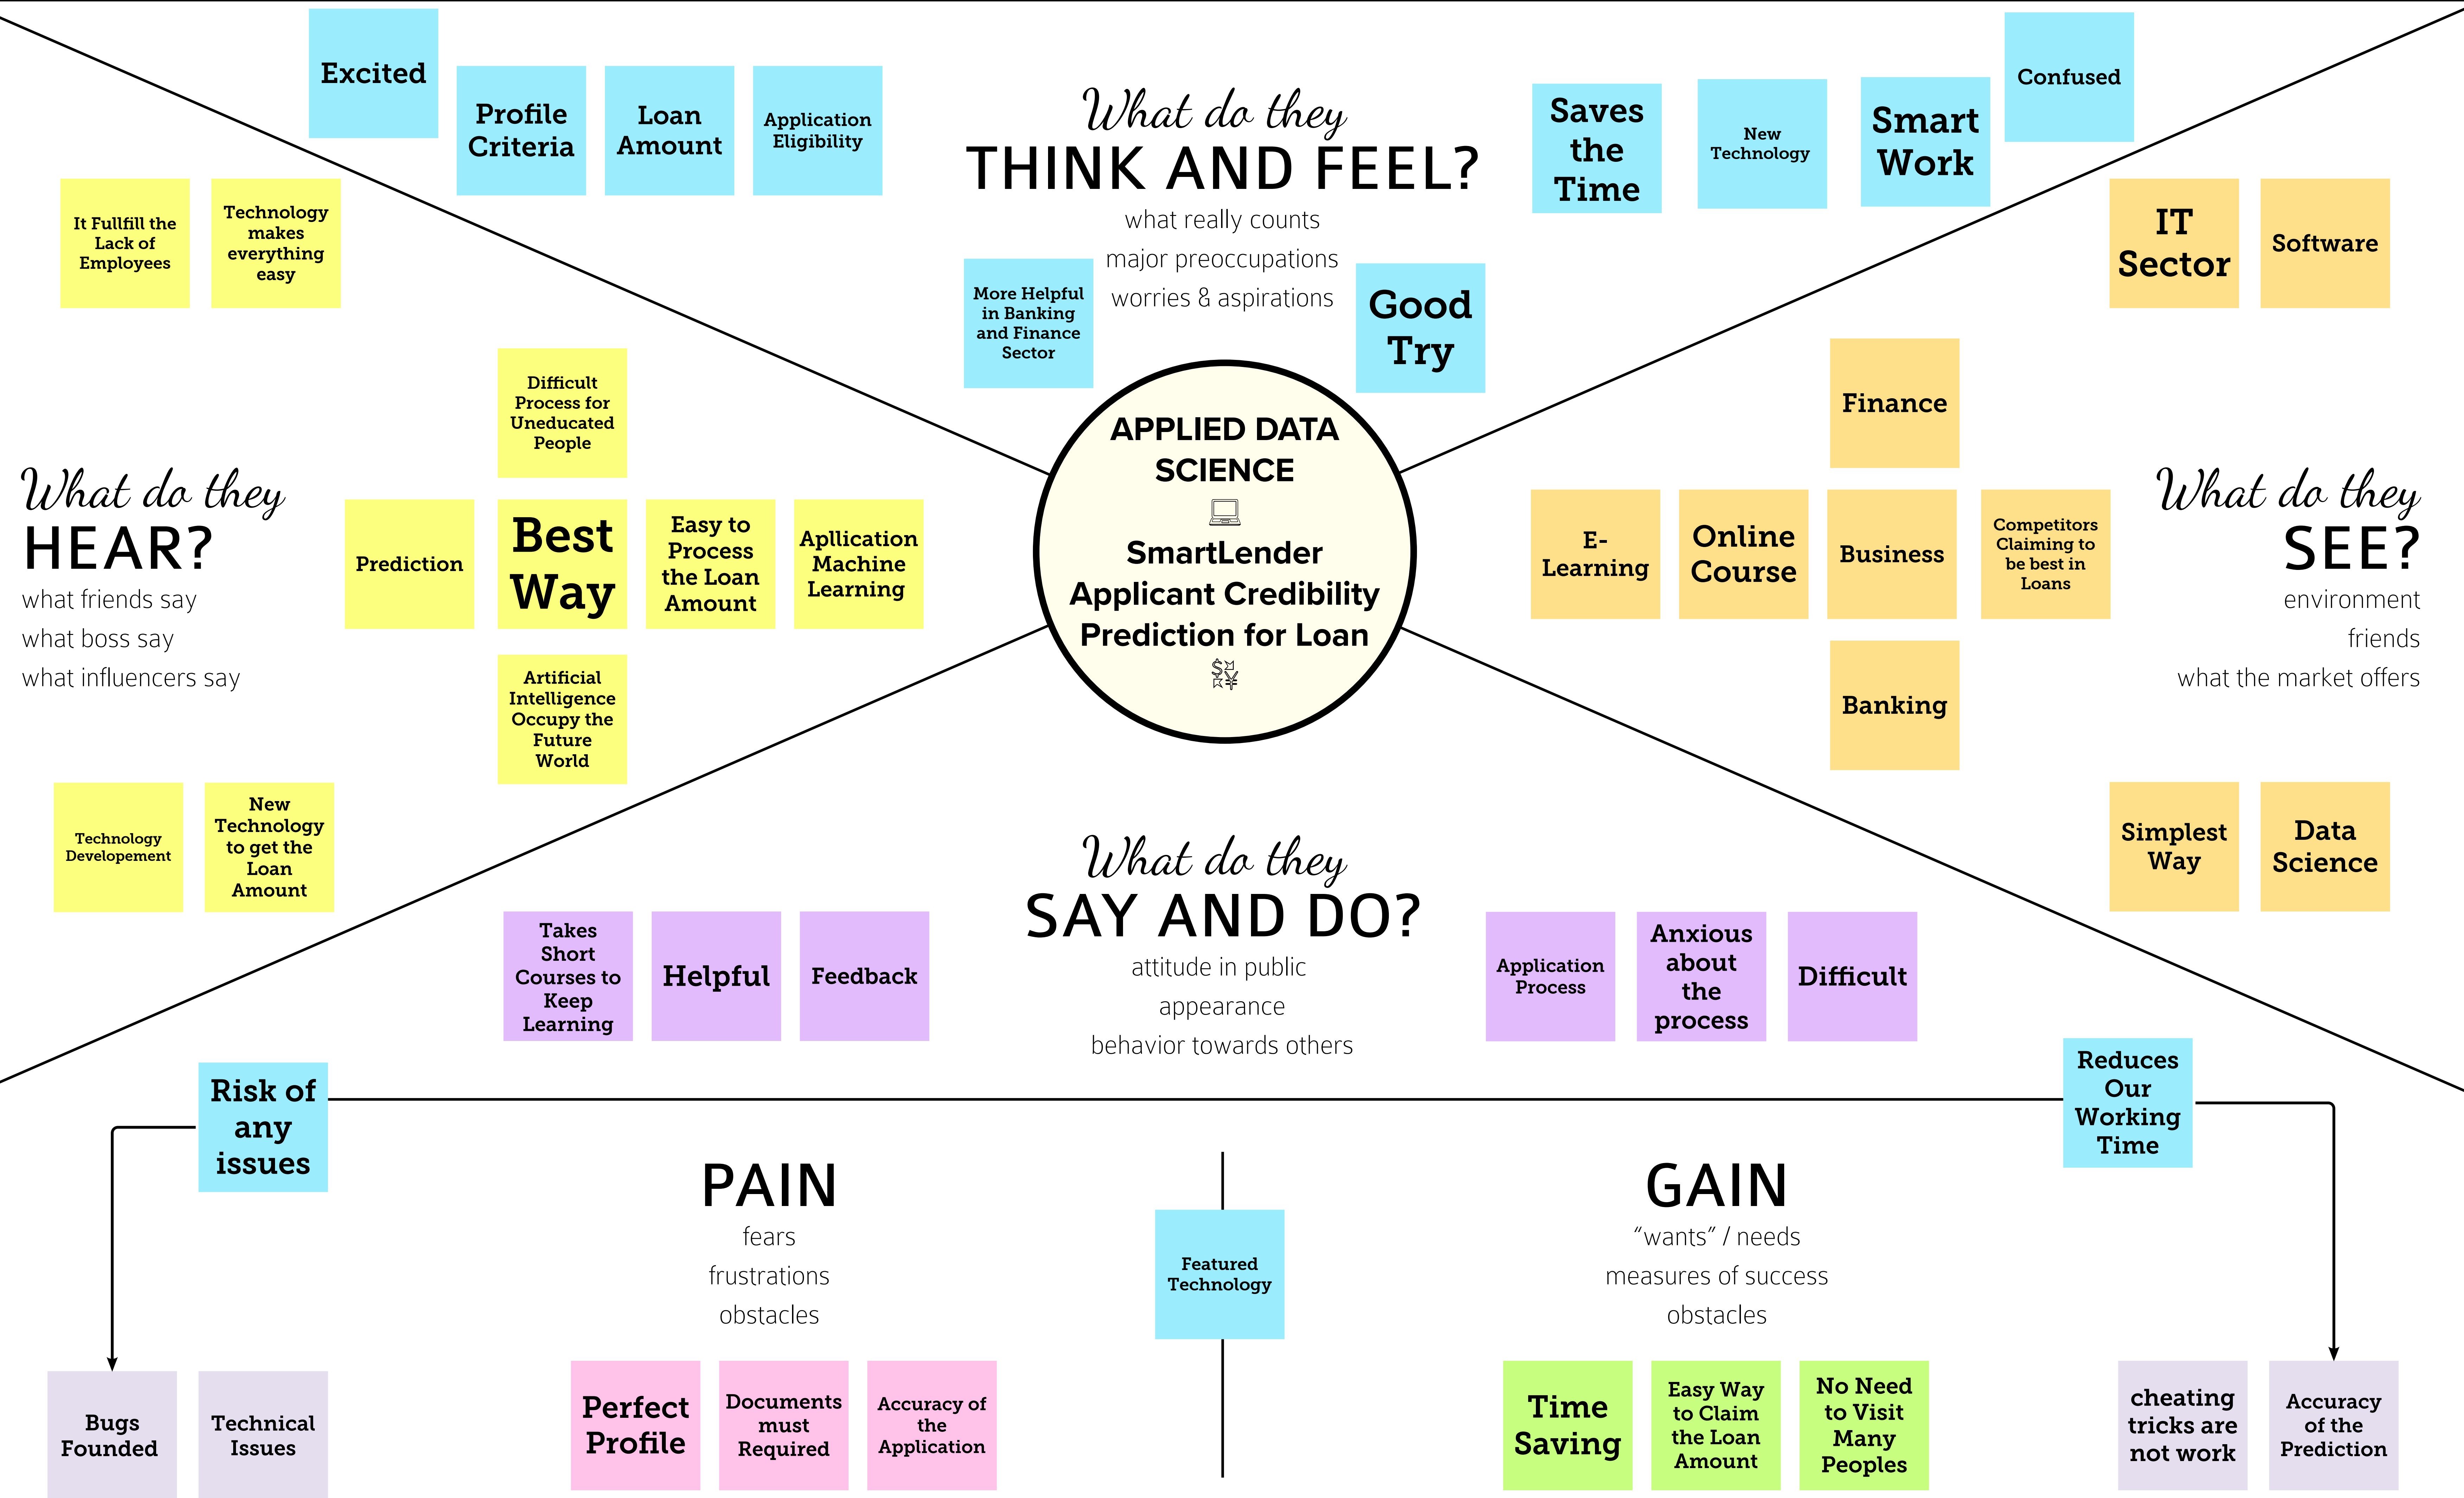 Excited
Profile
Criteria
Loan
Amount
Application
Eligibility
What do they
THINK AND FEEL?
what really counts
major preoccupations
worries & aspirations
Saves
the
Time
New
Technology
Smart
Work
Confused
More Helpful
in Banking
and Finance
Sector
Good
Try
It Fullfill the
Lack of
Employees
Technology
makes
everything
easy
Difficult
Process for
Uneducated
People
What do they
HEAR?
what friends say
what boss say
what influencers say
Prediction
Best
Way
Easy to
Process
the Loan
Amount
Apllication
Machine
Learning
Artificial
Intelligence
Occupy the
Future
World
Technology
Developement
New
Technology
to get the
Loan
Amount
APPLIED DATA
SCIENCE
SmartLender
Applicant Credibility
Prediction for Loan
IT
Sector
Software
Finance
E-
Learning
Online
Course
Business
Competitors
Claiming to
be best in
Loans
What do they
SEE?
environment
friends
what the market offers
Banking
Simplest
Way
Data
Science
What do they
SAY AND DO?
attitude in public
appearance
behavior towards others
Takes
Short
Courses to
Keep
Learning
Helpful
Feedback
Application
Process
Anxious
about
the
process
Difficult
Risk of
any
issues
Reduces
Our
Working
Time
PAIN
fears
frustrations
obstacles
Featured
Technology
GAIN
“wants” / needs
measures of success
obstacles
Bugs
Founded
Technical
Issues
Perfect
Profile
Documents
must
Required
Accuracy of
the
Application
Time
Saving
Easy Way
to Claim
the Loan
Amount
No Need
to Visit
Many
Peoples
cheating
tricks are
not work
Accuracy
of the
Prediction